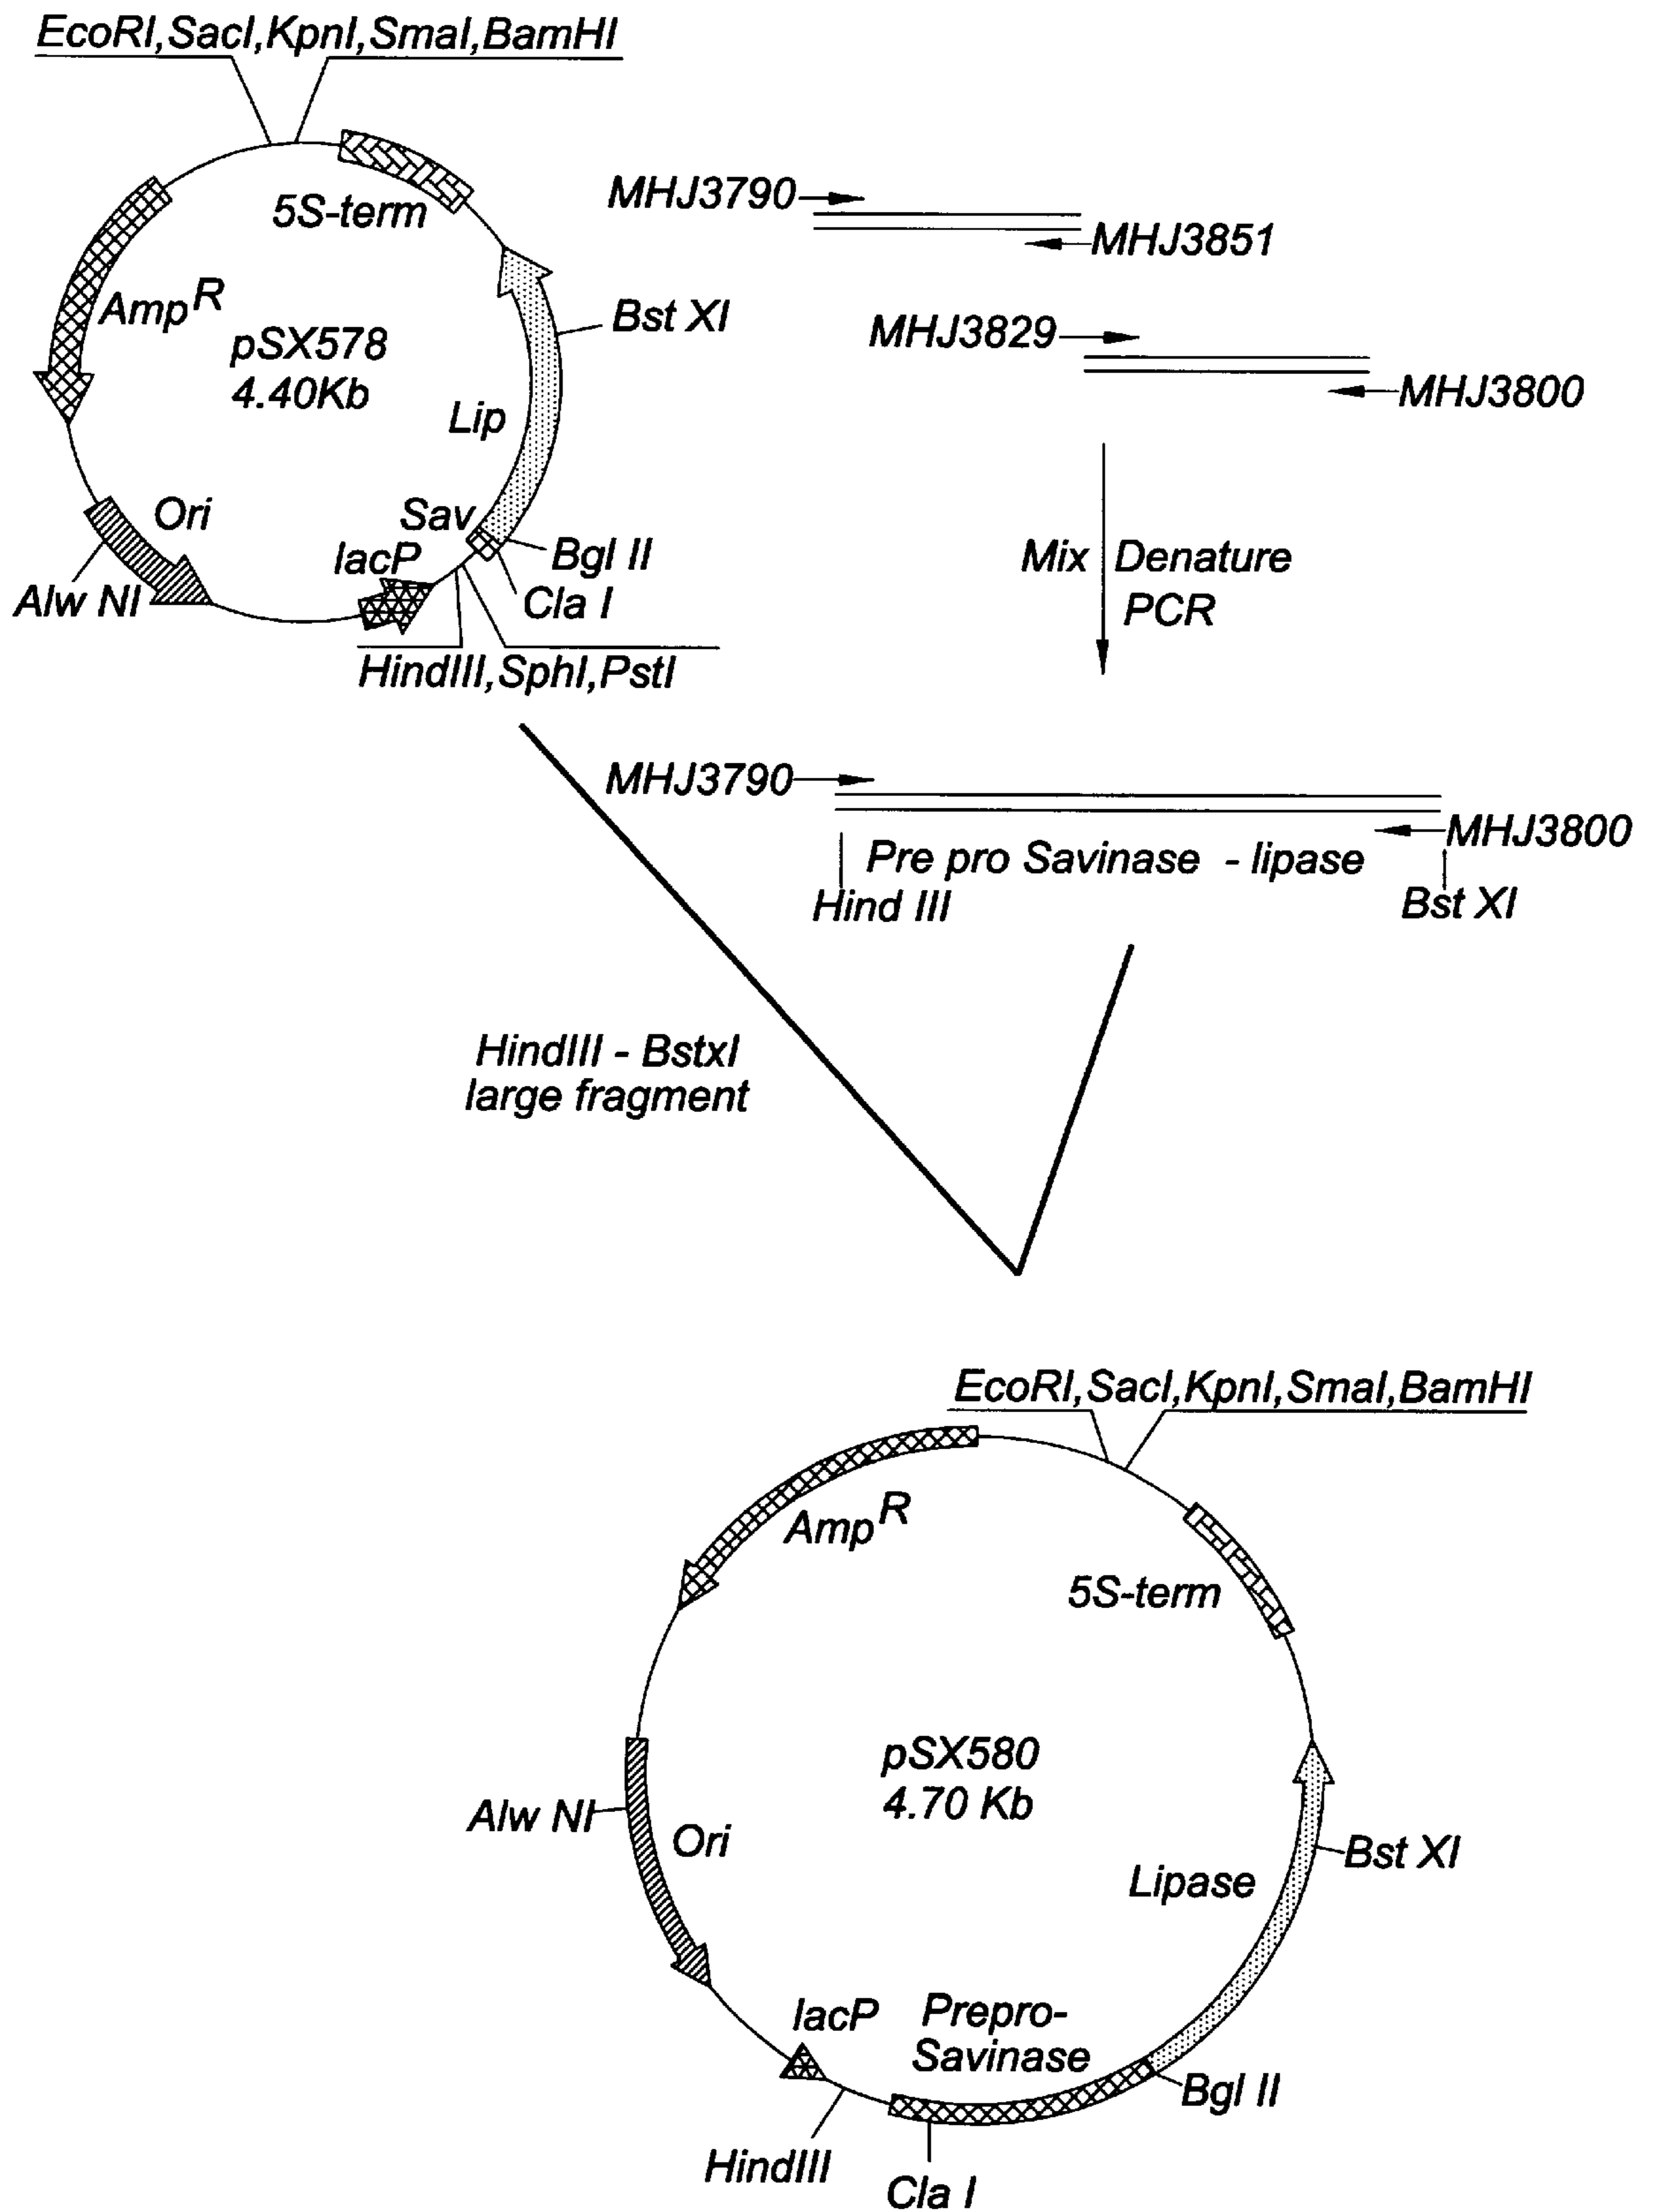 EcoRI,SacI,KpnI,SmaI,BamHI
5S-term
Amp R
pSX578
4.40Kb
Bst XI
Lip
Ori
Sav
lacP
Bgl II
Cla I
Alw NI
HindIII,SphI,PstI
MHJ3790
MHJ3851
MHJ3829
MHJ3800
Mix Denature
PCR
MHJ3790
MHJ3800
Pre pro Savinase - lipase
Hind III
Bst XI
HindIII - BstxI
large fragment
EcoRI,SacI,KpnI,SmaI,BamHI
Amp R
5S-term
pSX580
4.70 Kb
Alw NI
Ori
Bst XI
Lipase
lacP
Prepro-
Savinase
Bgl II
HindIII
Cla I